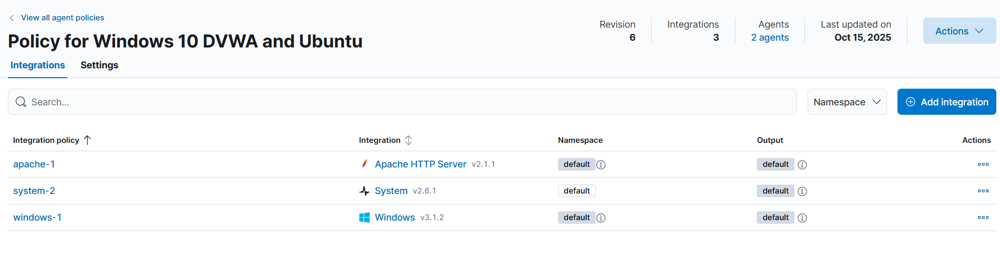 View all agent policies
Policy for Windows 10 DVWA and Ubuntu
Revision
6
Integrations
3
Agents
2 agents
Last updated on
Oct 15, 2025
Actions
Integrations Settings
Search...
Namespace
Add integration
Integration policy Integration Namespace Output Actions
apache-1 Apache HTTP Server v2.1.1 default default
system-2 System v2.6.1 default default
windows-1 Windows v3.1.2 default default